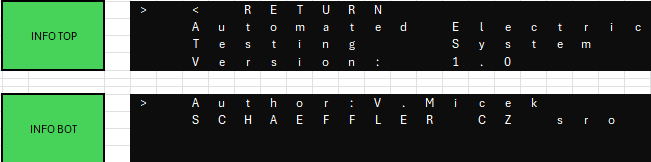 INFO TOP
> < RETURN
Automated Electric
Testing System
Version: 1.0
INFO BOT
> Author:V.Micek
SCHAEFFLER CZ sro